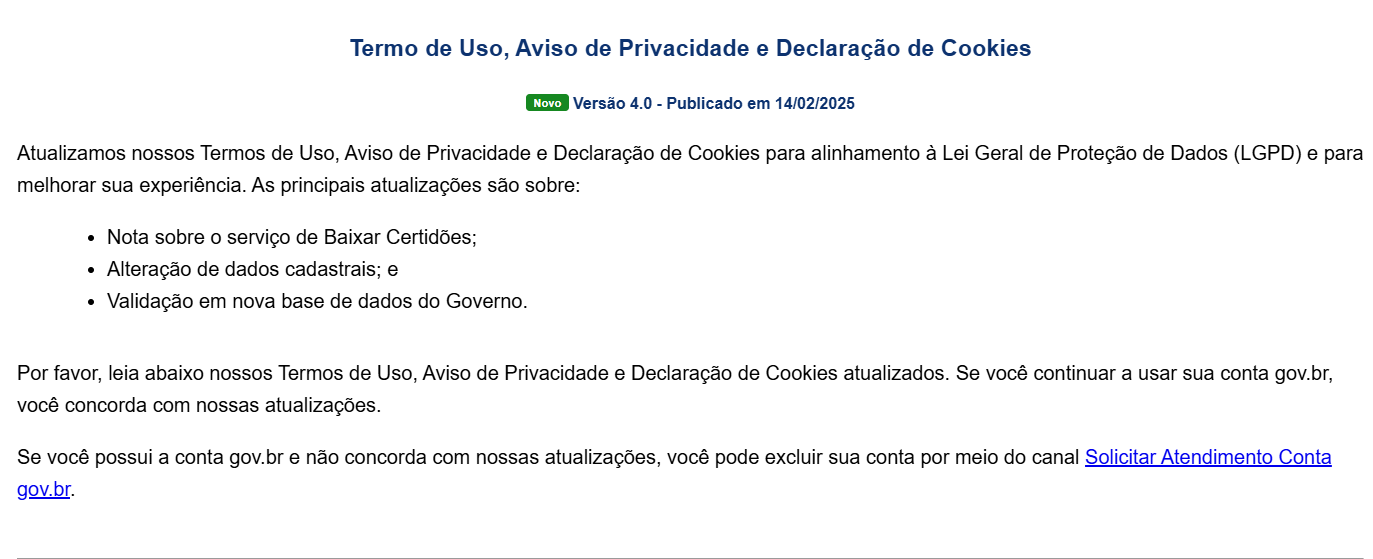 Termo de Uso, Aviso de Privacidade e Declaração de Cookies
Novo Versão 4.0 - Publicado em 14/02/2025
Atualizamos nossos Termos de Uso, Aviso de Privacidade e Declaração de Cookies para alinhamento à Lei Geral de Proteção de Dados (LGPD) e para
melhorar sua experiência. As principais atualizações são sobre:
• Nota sobre o serviço de Baixar Certidões;
• Alteração de dados cadastrais; e
• Validação em nova base de dados do Governo.
Por favor, leia abaixo nossos Termos de Uso, Aviso de Privacidade e Declaração de Cookies atualizados. Se você continuar a usar sua conta gov.br,
você concorda com nossas atualizações.
Se você possui a conta gov.br e não concorda com nossas atualizações, você pode excluir sua conta por meio do canal Solicitar Atendimento Conta
gov.br.